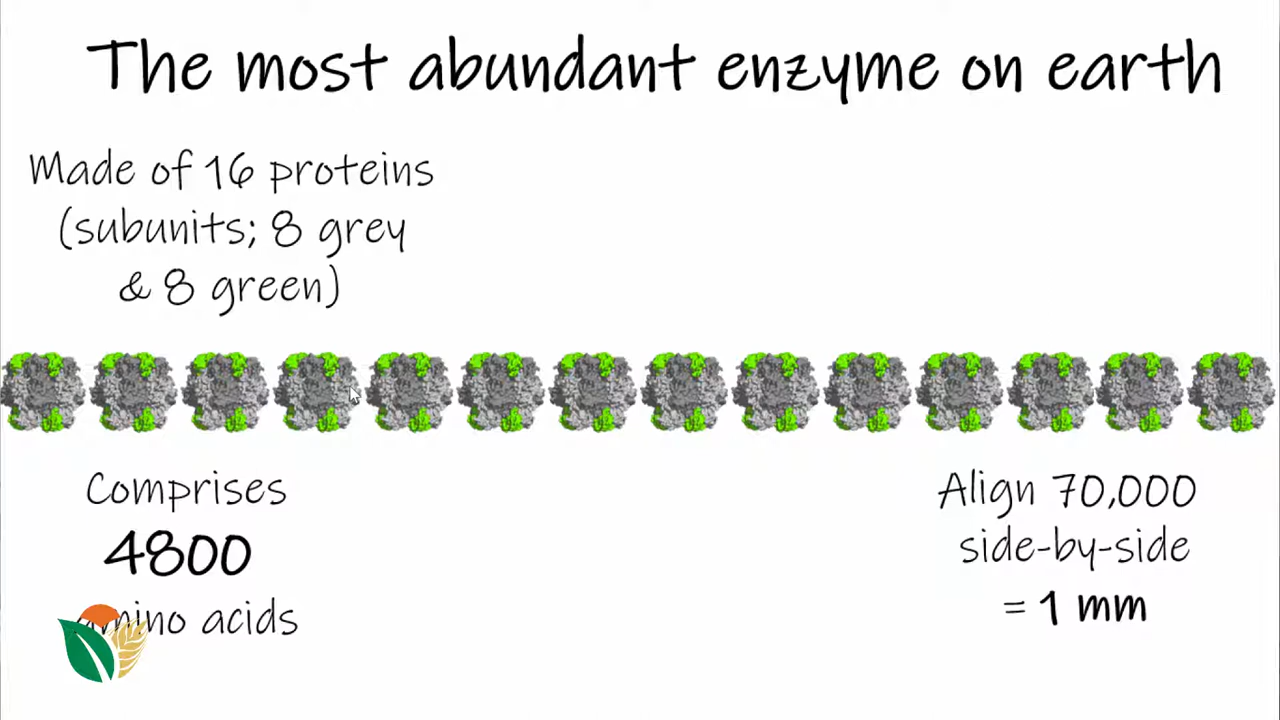 The most abundant enzyme on earth
Made of 16 proteins
(subunits; 8 grey
& 8 green)
Comprises
4800
amino acids
Align 70,000
side-by-side
= 1 mm